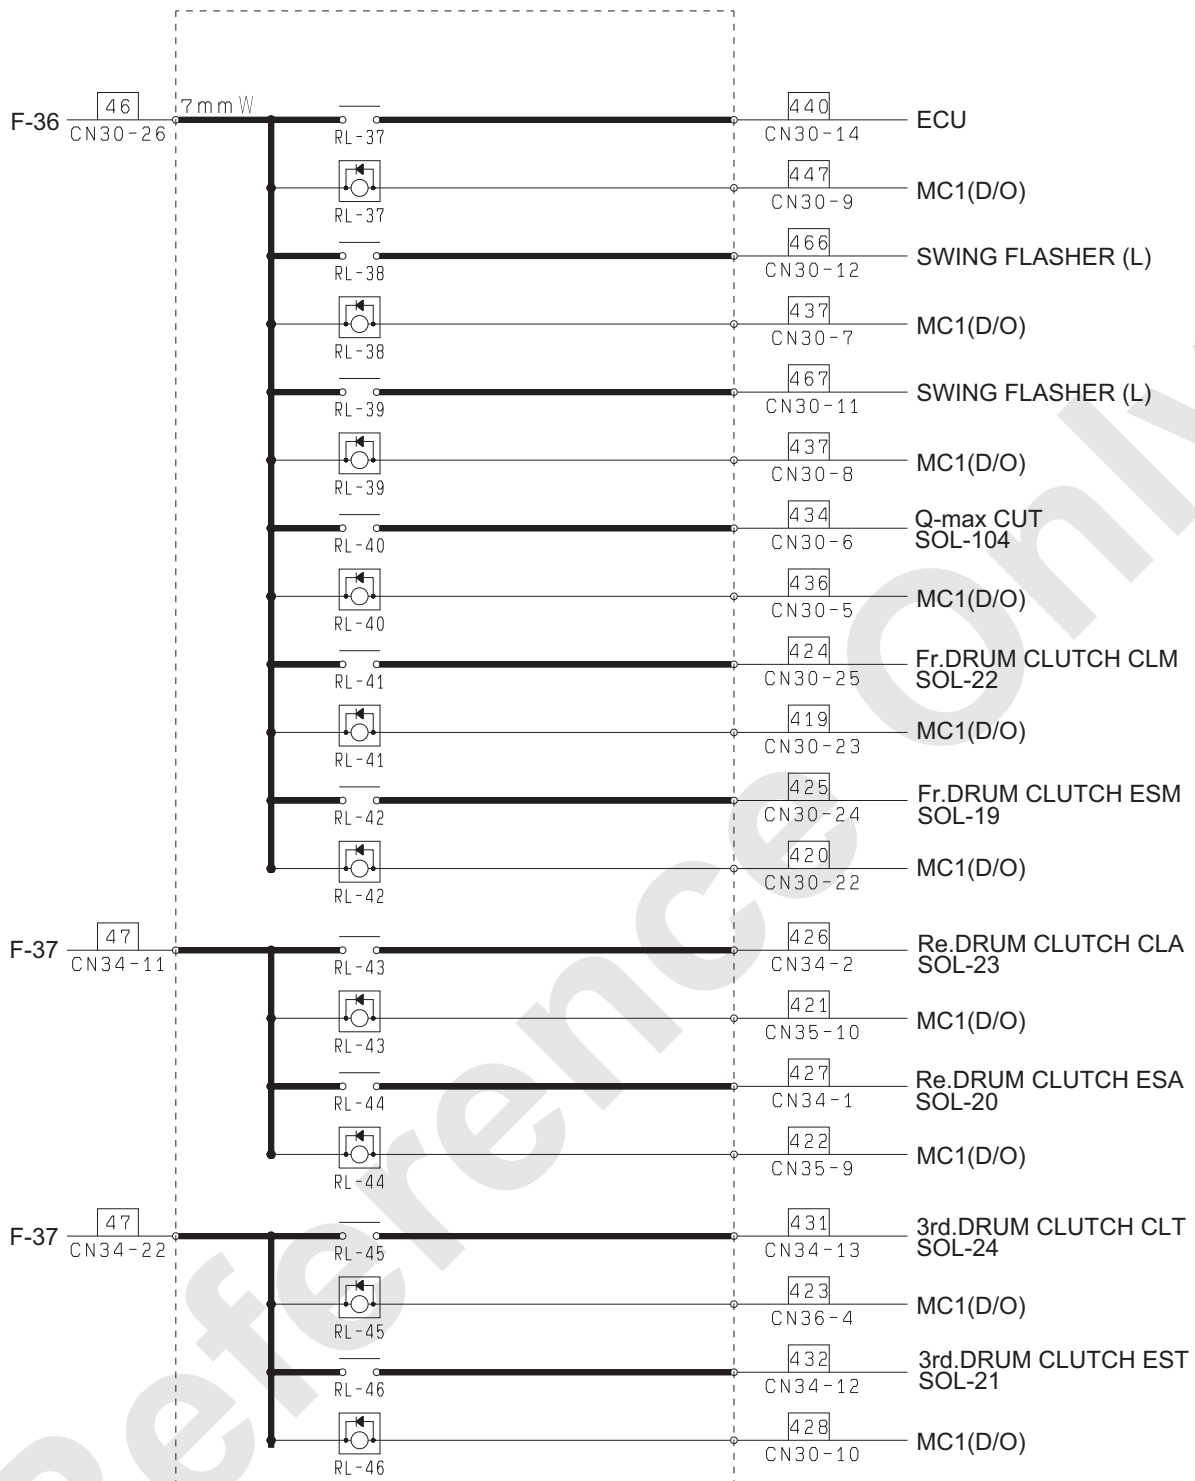 46
7mmW
440
F-36
CN30-26
RL-37
CN30-14
ECU
447
RL-37
CN30-9
MC1(D/O)
466
RL-38
CN30-12
SWING FLASHER (L)
437
RL-38
CN30-7
MC1(D/O)
467
RL-39
CN30-11
SWING FLASHER (L)
437
RL-39
CN30-8
MC1(D/O)
434
RL-40
CN30-6
Q-max CUT
SOL-104
436
RL-40
CN30-5
MC1(D/O)
424
RL-41
CN30-25
Fr.DRUM CLUTCH CLM
SOL-22
419
RL-41
CN30-23
MC1(D/O)
425
RL-42
CN30-24
Fr.DRUM CLUTCH ESM
SOL-19
420
RL-42
CN30-22
MC1(D/O)
47
426
F-37
CN34-11
RL-43
CN34-2
Re.DRUM CLUTCH CLA
SOL-23
421
RL-43
CN35-10
MC1(D/O)
427
RL-44
CN34-1
Re.DRUM CLUTCH ESA
SOL-20
422
RL-44
CN35-9
MC1(D/O)
47
431
F-37
CN34-22
RL-45
CN34-13
3rd.DRUM CLUTCH CLT
SOL-24
423
RL-45
CN36-4
MC1(D/O)
432
RL-46
CN34-12
3rd.DRUM CLUTCH EST
SOL-21
428
RL-46
CN30-10
MC1(D/O)
Reference Only